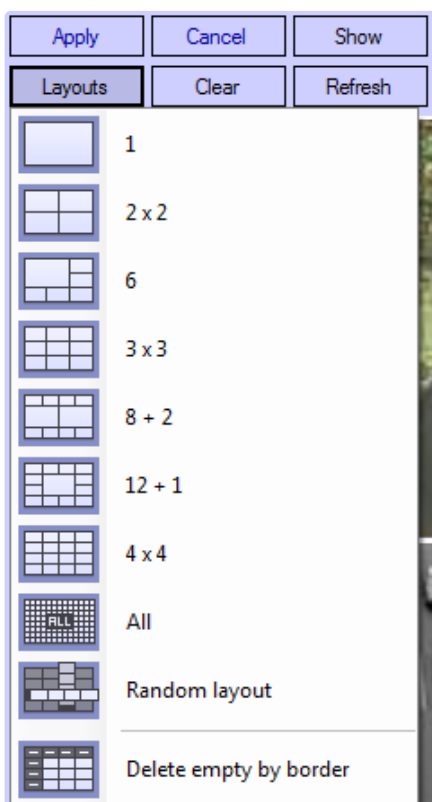 Apply Cancel Show
Layouts Clear Refresh
1
2 x 2
6
3 x 3
8 + 2
12 + 1
4 x 4
ALL All
Random layout
Delete empty by border